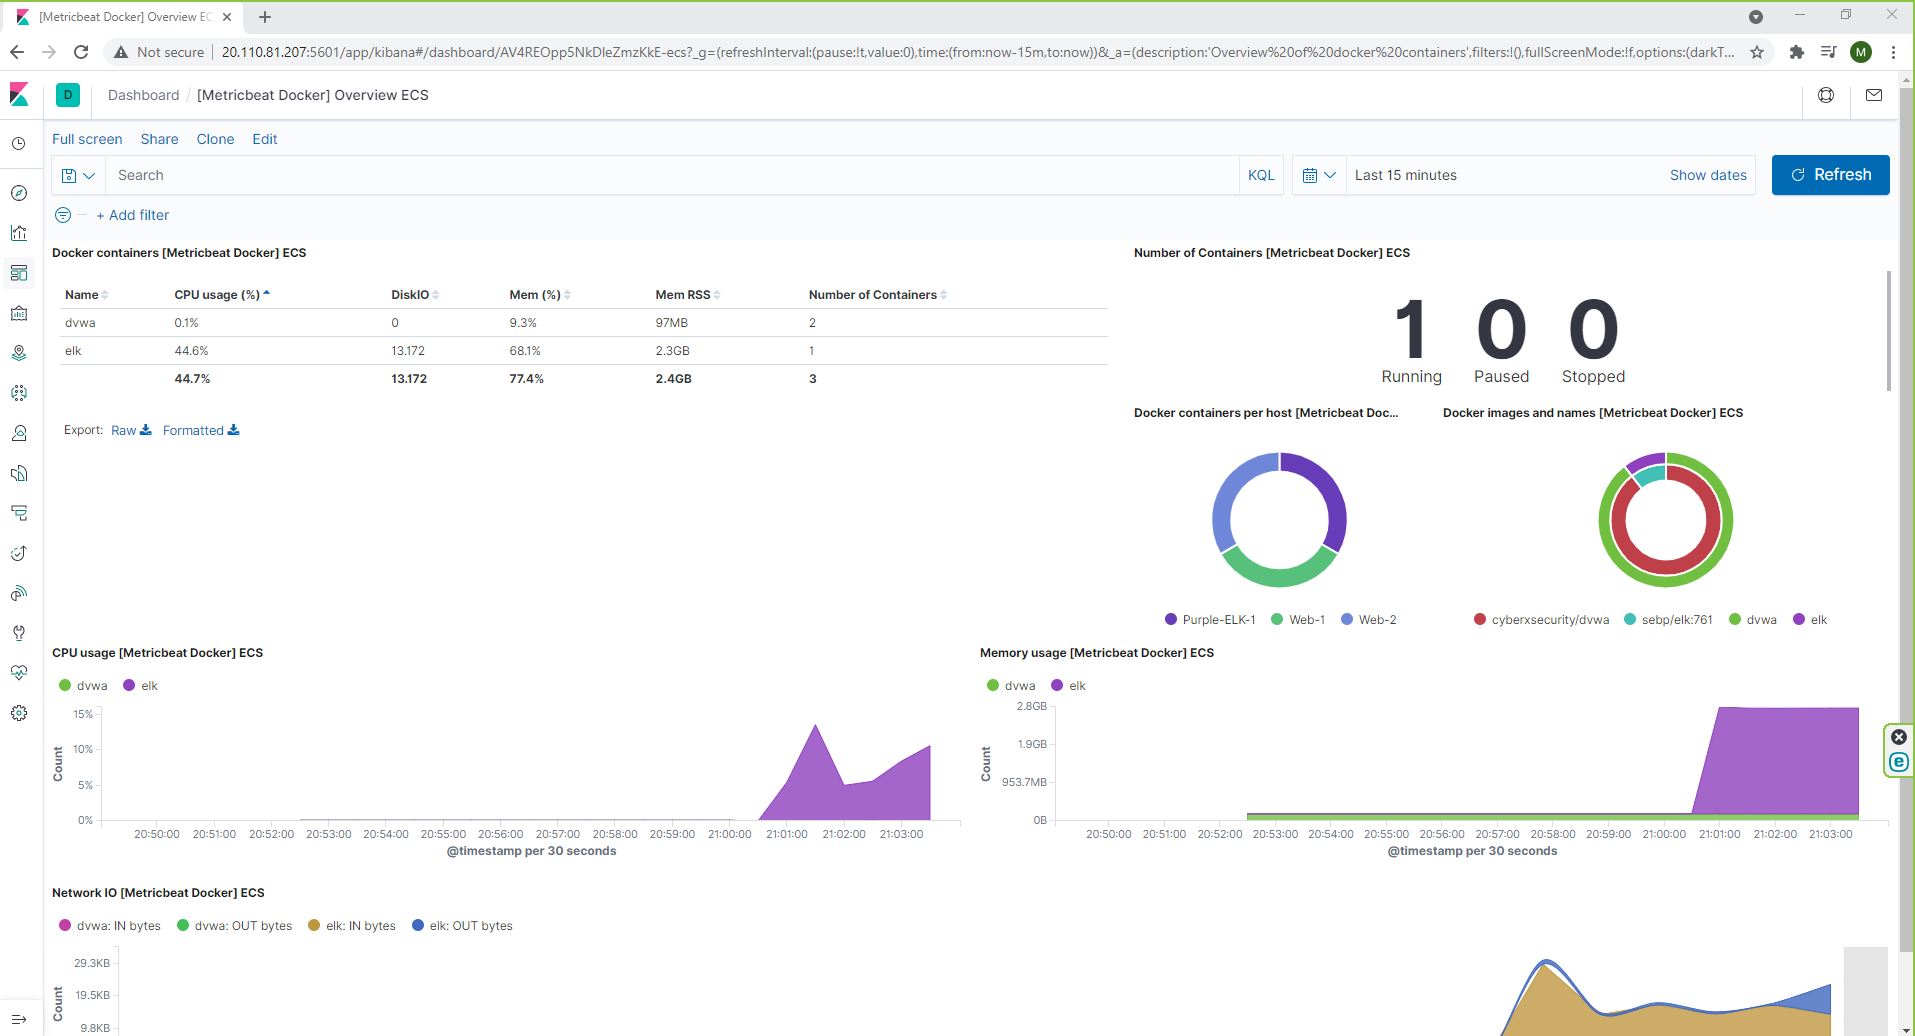 [Metricbeat Docker] Overview EC
Not secure 20.110.81.207:5601/app/kibana#/dashboard/AV4REOpp5NkDleZmzKkE-ecs?_g=(refreshInterval:(pause:!t,value:0),time:(from:now-15m,to:now))&_a=(description:'Overview%20of%20docker%20containers',filters:!(),fullScreenMode:!f,options:(darkT... M
D Dashboard / [Metricbeat Docker] Overview ECS
Full screen Share Clone Edit
Search KQL Last 15 minutes Show dates Refresh
+ Add filter
Docker containers [Metricbeat Docker] ECS
Name CPU usage (%) DiskIO Mem (%) Mem RSS Number of Containers
dvwa 0.1% 0 9.3% 97MB 2
elk 44.6% 13.172 68.1% 2.3GB 1
44.7% 13.172 77.4% 2.4GB 3
Export: Raw Formatted
Number of Containers [Metricbeat Docker] ECS
1 0 0
Running Paused Stopped
Docker containers per host [Metricbeat Doc...
Purple-ELK-1 Web-1 Web-2
Docker images and names [Metricbeat Docker] ECS
cyberxsecurity/dvwa sebp/elk:761 dvwa elk
CPU usage [Metricbeat Docker] ECS
dvwa elk
15%
10%
5%
0%
Count
20:50:00 20:51:00 20:52:00 20:53:00 20:54:00 20:55:00 20:56:00 20:57:00 20:58:00 20:59:00 21:00:00 21:01:00 21:02:00 21:03:00
@timestamp per 30 seconds
Memory usage [Metricbeat Docker] ECS
dvwa elk
2.8GB
1.9GB
953.7MB
0B
Count
20:50:00 20:51:00 20:52:00 20:53:00 20:54:00 20:55:00 20:56:00 20:57:00 20:58:00 20:59:00 21:00:00 21:01:00 21:02:00 21:03:00
@timestamp per 30 seconds
Network IO [Metricbeat Docker] ECS
dvwa: IN bytes dvwa: OUT bytes elk: IN bytes elk: OUT bytes
29.3KB
19.5KB
9.8KB
Count
e